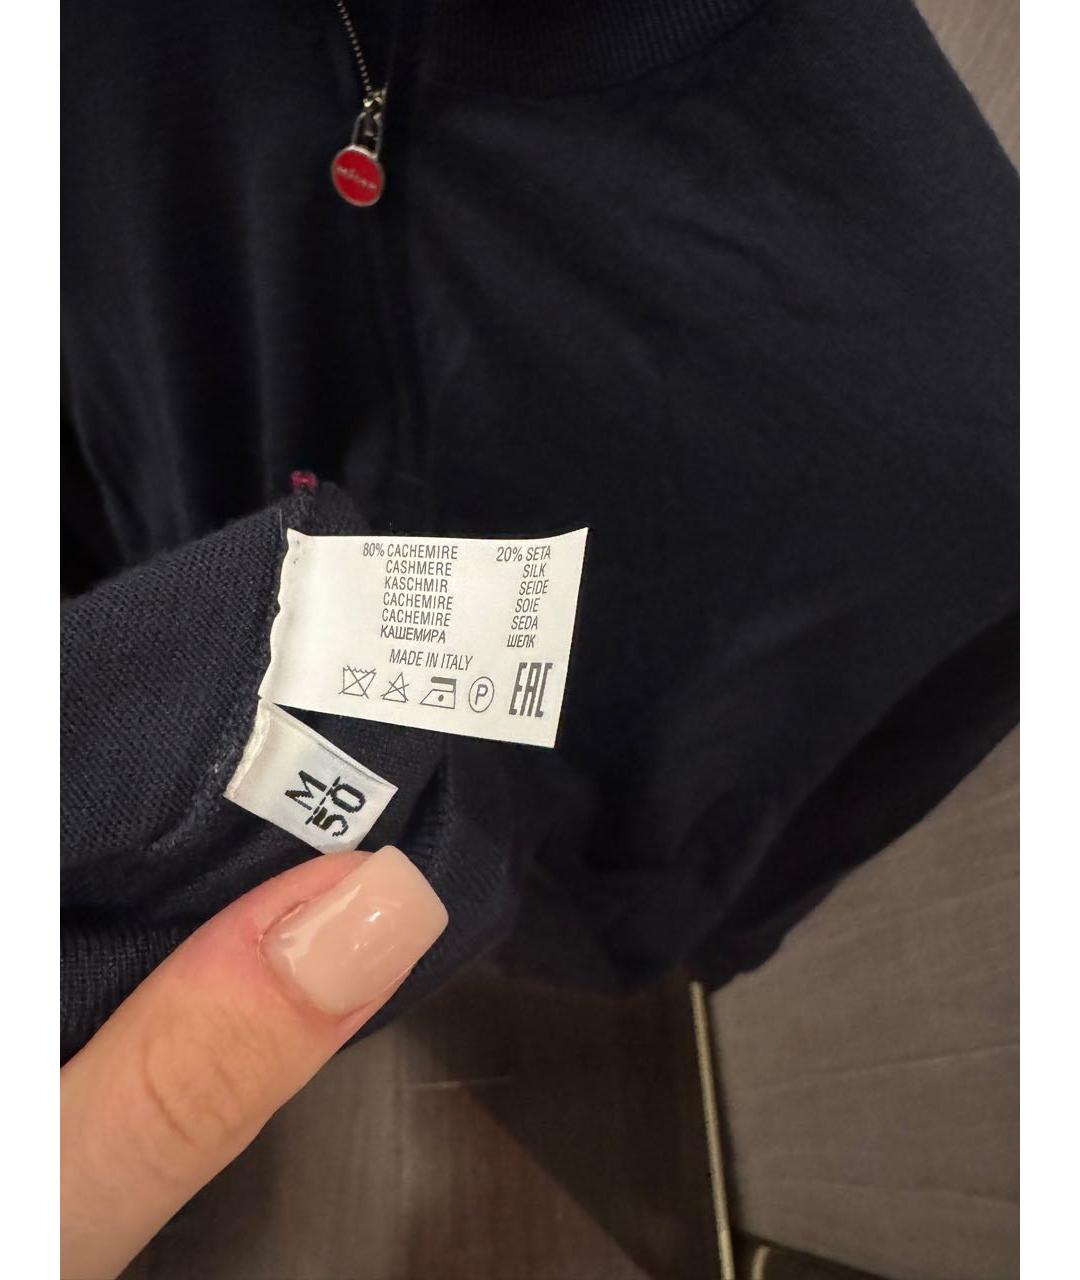 80% CACHEMIRE 20% SETA
CASHMERE SILK
KASCHMIR SEIDE
CACHEMIRE SOIE
CACHEMIRE SEDA
КАШЕМИРА ШЕЛК
MADE IN ITALY
P EAC
M
50